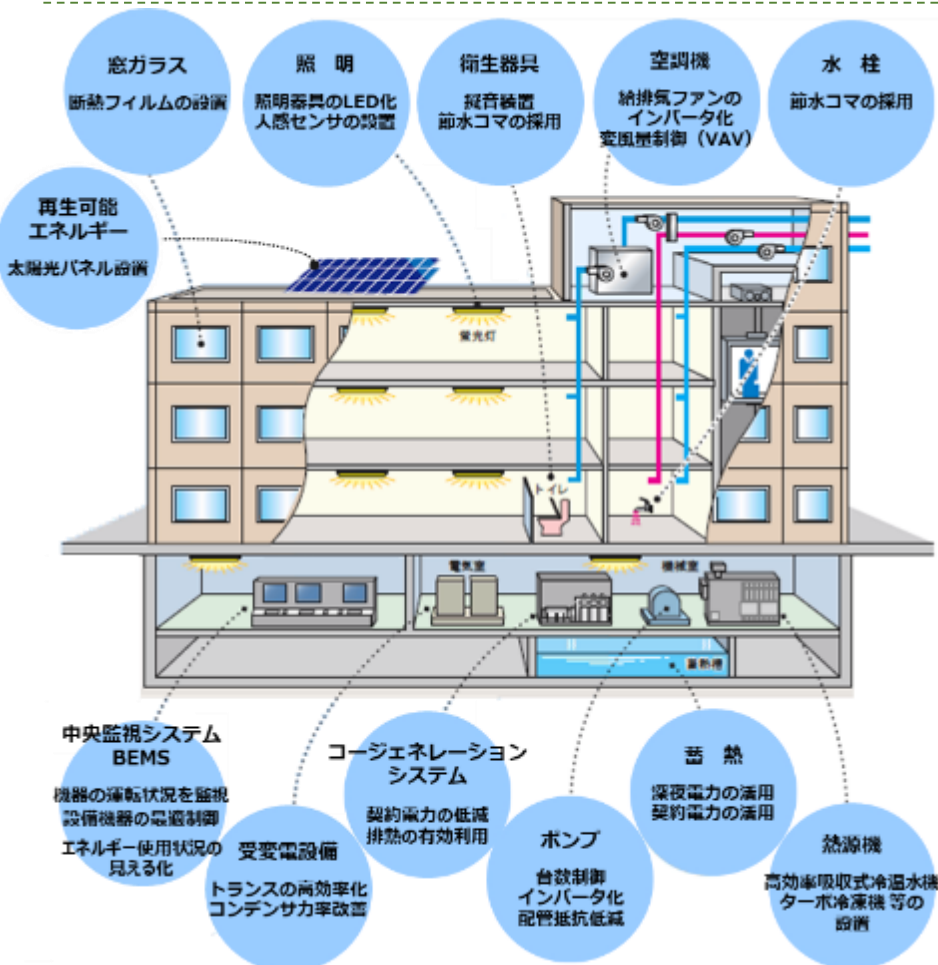 窓ガラス
断熱フィルムの設置
照　明
照明器具のLED化
人感センサの設置
衛生器具
擬音装置
節水コマの採用
空調機
給排気ファンの
インバータ化
変風量制御（VAV）
水　栓
節水コマの採用
再生可能
エネルギー
太陽光パネル設置
蛍光灯
トイレ
電気室
機械室
蓄熱槽
中央監視システム
BEMS
機器の運転状況を監視
設備機器の最適制御
エネルギー使用状況の
見える化
受変電設備
トランスの高効率化
コンデンサ力率改善
コージェネレーション
システム
契約電力の低減
排熱の有効利用
ポンプ
台数制御
インバータ化
配管抵抗低減
蓄　熱
深夜電力の活用
契約電力の活用
熱源機
高効率吸収式冷温水機
ターボ冷凍機 等の
設置